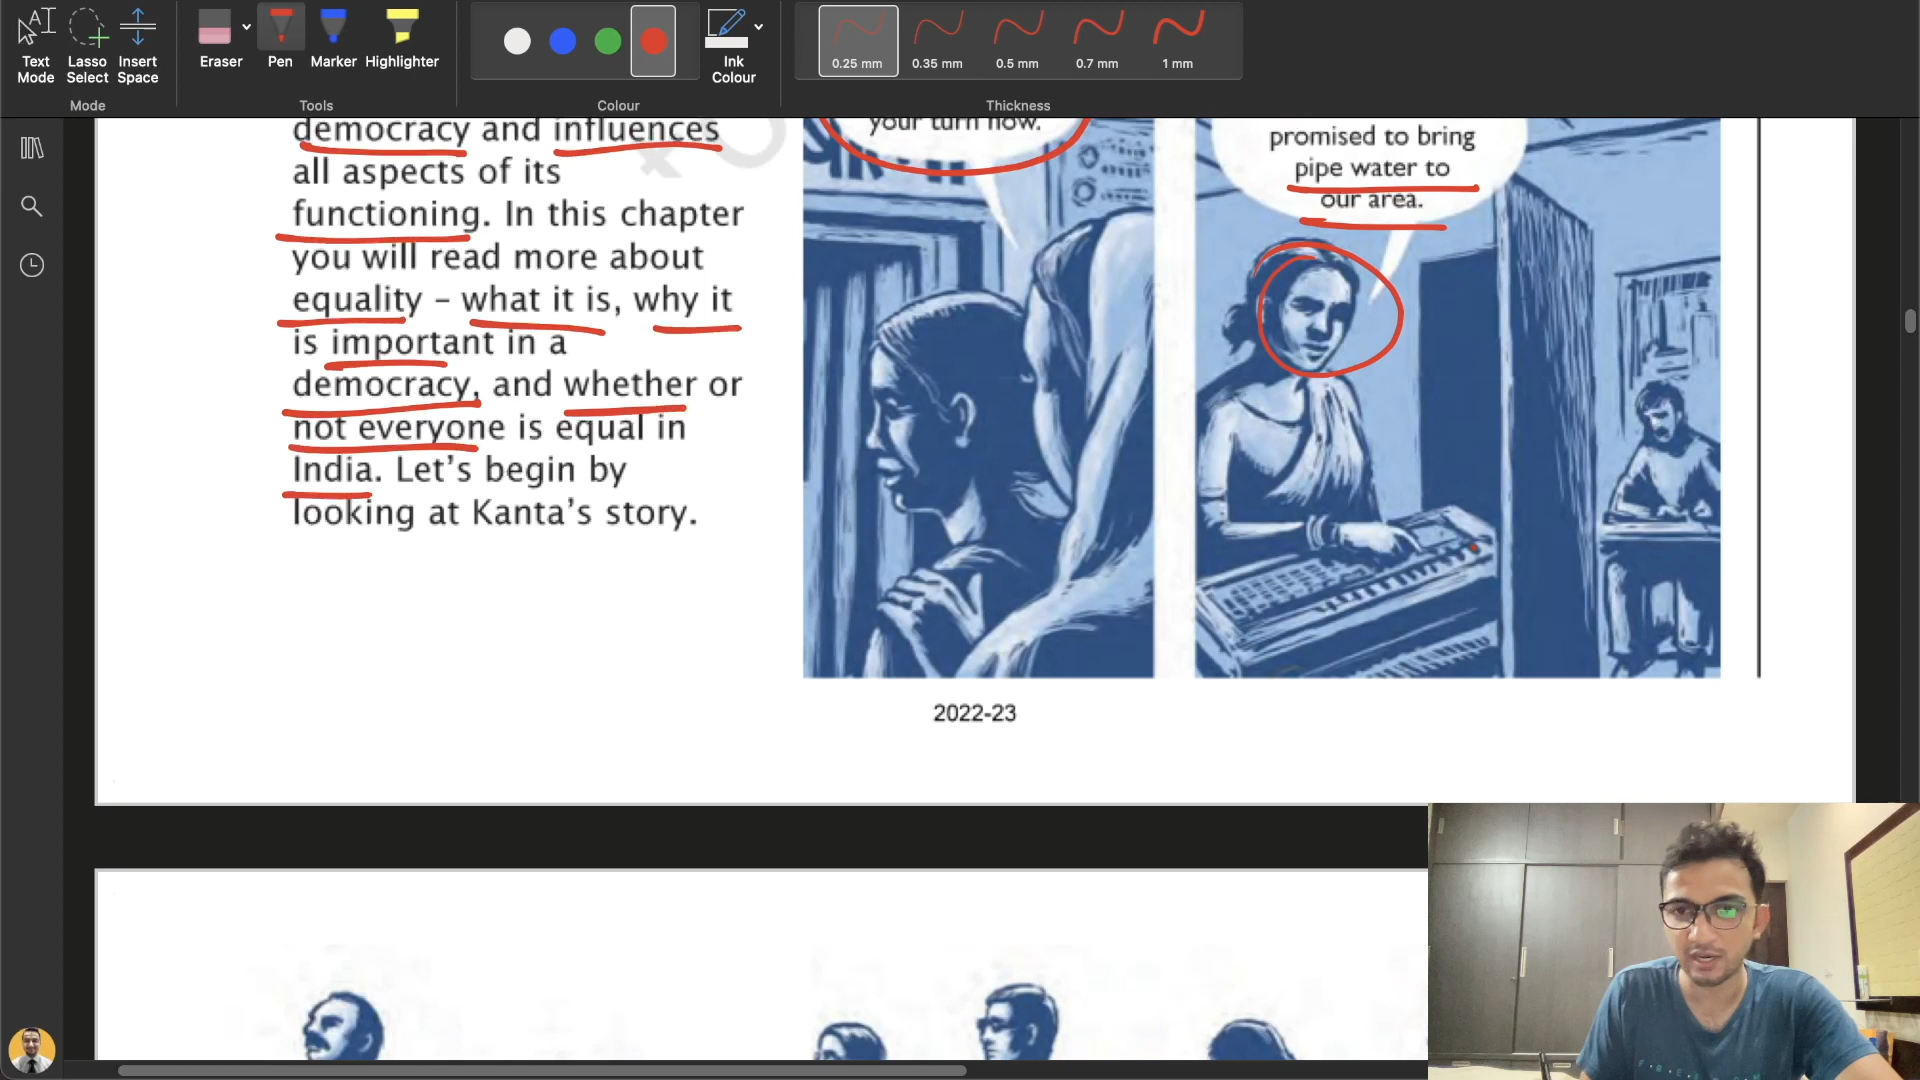 Text
Mode
Lasso
Select
Insert
Space
Eraser
Pen
Marker
Highlighter
Ink
Colour
0.25 mm
0.35 mm
0.5 mm
0.7 mm
1 mm
Mode
Tools
Colour
Thickness
democracy and influences
all aspects of its
functioning. In this chapter
you will read more about
equality – what it is, why it
is important in a
democracy, and whether or
not everyone is equal in
India. Let's begin by
looking at Kanta's story.
your turn now.
promised to bring
pipe water to
our area.
2022-23